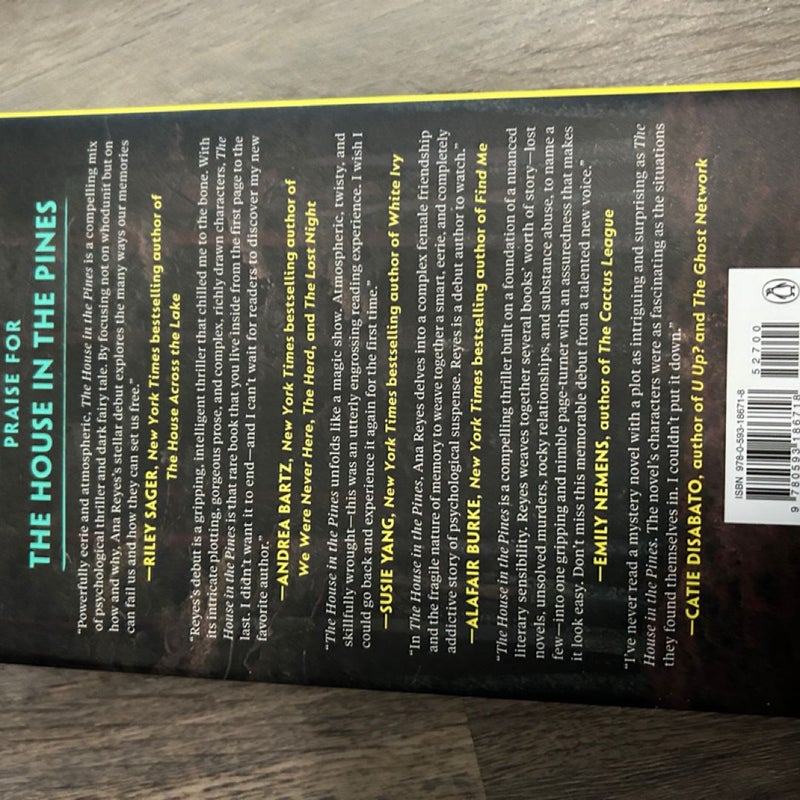 PRAISE FOR
THE HOUSE IN THE PINES
“Powerfully eerie and atmospheric, The House in the Pines is a compelling mix
of psychological thriller and dark fairy tale. By focusing not on whodunit but on
how and why, Ana Reyes’s stellar debut explores the many ways our memories
can fail us and how they can set us free.”
—RILEY SAGER, New York Times bestselling author of
The House Across the Lake
“Reyes’s debut is a gripping, intelligent thriller that chilled me to the bone. With
its intricate plotting, gorgeous prose, and complex, richly drawn characters, The
House in the Pines is that rare book that you live inside from the first page to the
last. I didn’t want it to end—and I can’t wait for readers to discover my new
favorite author.”
—ANDREA BARTZ, New York Times bestselling author of
We Were Never Here, The Herd, and The Lost Night
“The House in the Pines unfolds like a magic show. Atmospheric, twisty, and
skillfully wrought—this was an utterly engrossing reading experience. I wish I
could go back and experience it again for the first time.”
—SUSIE YANG, New York Times bestselling author of White Ivy
“In The House in the Pines, Ana Reyes delves into a complex female friendship
and the fragile nature of memory to weave together a smart, eerie, and completely
addictive story of psychological suspense. Reyes is a debut author to watch.”
—ALAFAIR BURKE, New York Times bestselling author of Find Me
“The House in the Pines is a compelling thriller built on a foundation of a nuanced
literary sensibility. Reyes weaves together several books’ worth of story—lost
novels, unsolved murders, rocky relationships, and substance abuse, to name a
few—into one gripping and nimble page-turner with an assuredness that makes
it look easy. Don’t miss this memorable debut from a talented new voice.”
—EMILY NEMENS, author of The Cactus League
“I’ve never read a mystery novel with a plot as intriguing and surprising as The
House in the Pines. The novel’s characters were as fascinating as the situations
they found themselves in. I couldn’t put it down.”
—CATIE DISABATO, author of U Up? and The Ghost Network
ISBN 978-0-593-18671-8
52700
9 780593 186718